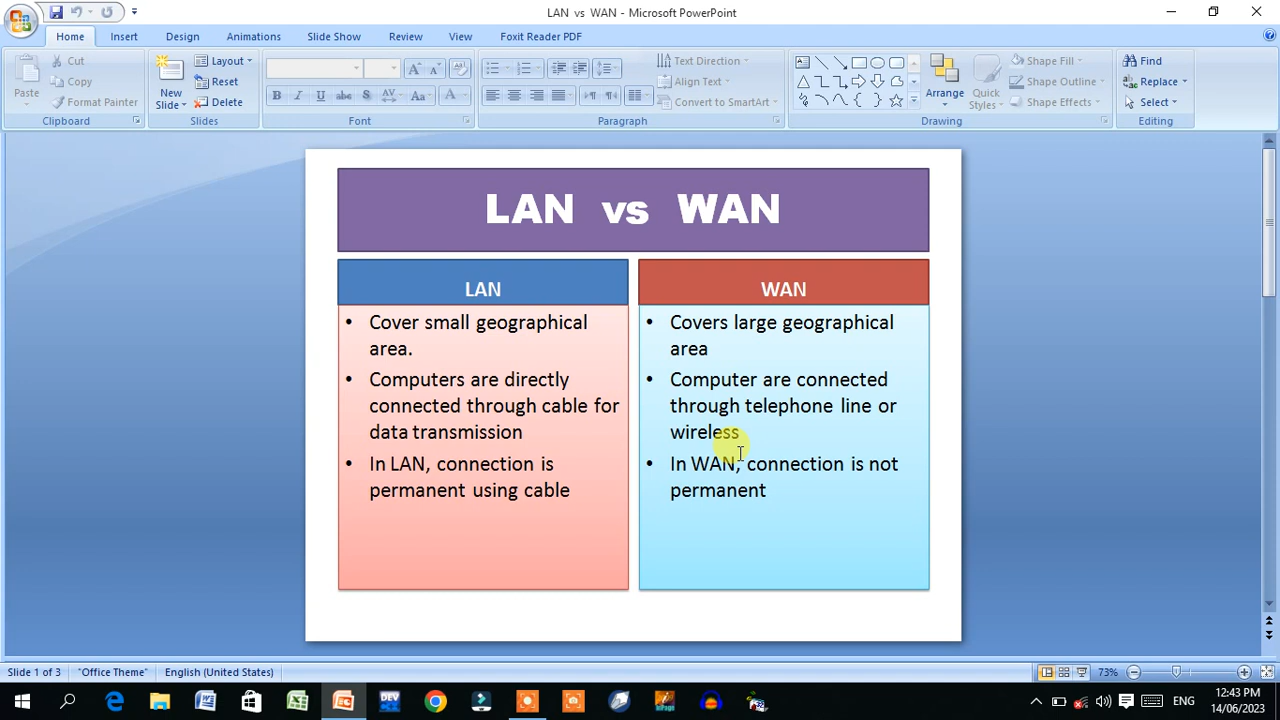 LAN vs WAN - Microsoft PowerPoint
Home Insert Design Animations Slide Show Review View Foxit Reader PDF
Paste
Cut
Copy
Format Painter
Clipboard
New
Slide
Layout
Reset
Delete
Slides
Font
Text Direction
Align Text
Convert to SmartArt
Paragraph
Arrange
Quick
Styles
Shape Fill
Shape Outline
Shape Effects
Drawing
Find
Replace
Select
Editing
LAN vs WAN
LAN
• Cover small geographical
area.
• Computers are directly
connected through cable for
data transmission
• In LAN, connection is
permanent using cable
WAN
• Covers large geographical
area
• Computer are connected
through telephone line or
wireless
• In WAN, connection is not
permanent
Slide 1 of 3 "Office Theme" English (United States) 73%
ENG
12:43 PM
14/06/2023